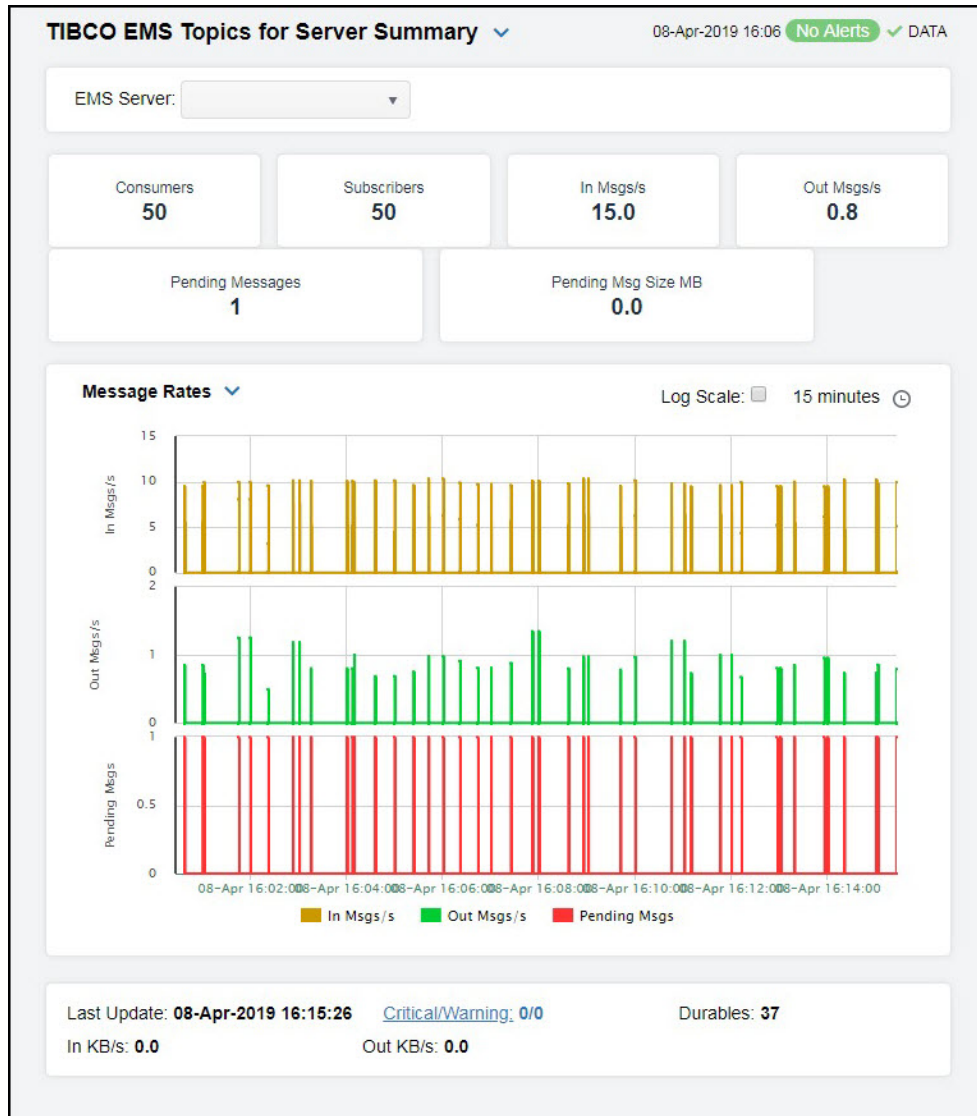 TIBCO EMS Topics for Server Summary 08-Apr-2019 16:06 No Alerts DATA
EMS Server:
Consumers Subscribers In Msgs/s Out Msgs/s
50 50 15.0 0.8
Pending Messages Pending Msg Size MB
1 0.0
Message Rates Log Scale: 15 minutes
15
10
5
0
In Msgs/s
2
1
0
Out Msgs/s
1
0.5
0
Pending Msgs
08-Apr 16:02:00 08-Apr 16:04:00 08-Apr 16:06:00 08-Apr 16:08:00 08-Apr 16:10:00 08-Apr 16:12:00 08-Apr 16:14:00
In Msgs/s Out Msgs/s Pending Msgs
Last Update: 08-Apr-2019 16:15:26 Critical/Warning: 0/0 Durables: 37
In KB/s: 0.0 Out KB/s: 0.0